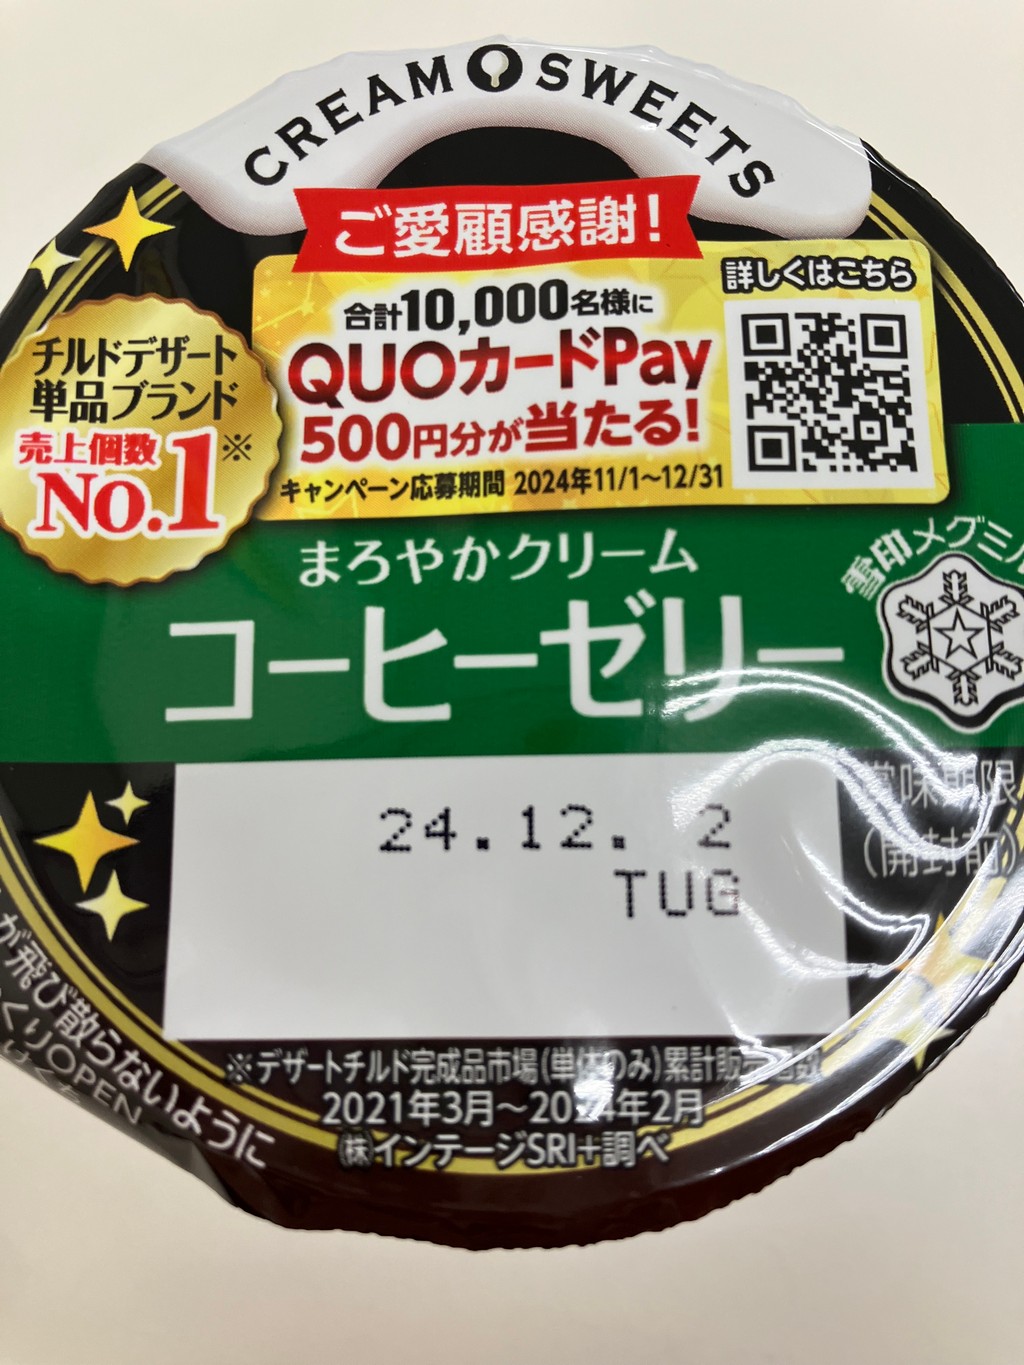 CREAM SWEETS
ご愛顧感謝!
合計10,000名様に
QUOカードPay
500円分が当たる!
キャンペーン応募期間 2024年11/1〜12/31
詳しくはこちら
チルドデザート
単品ブランド
売上個数※
No.1
まろやかクリーム
コーヒーゼリー
雪印メグミル
24.12. 2
TUG
賞味期限
(開封前)
が飛び散らないように
くりOPEN
※デザートチルド完成品市場(単体のみ)累計販売個数
2021年3月〜2024年2月
㈱インテージSRI+調べ